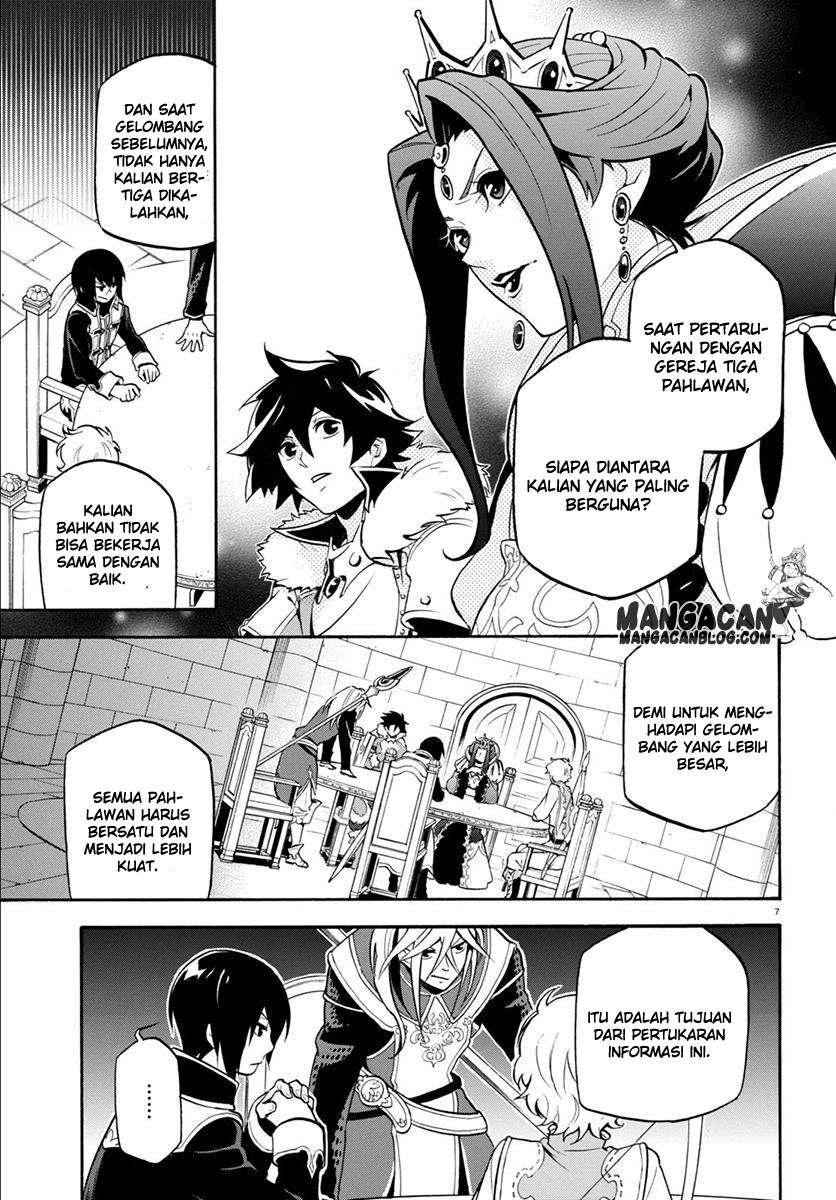 SAAT PERTARU-
NGAN DENGAN
GEREJA TIGA
PAHLAWAN,
SIAPA DIANTARA
KALIAN YANG PALING
BERGUNA?
DAN SAAT
GELOMBANG
SEBELUMNYA,
TIDAK HANYA
KALIAN BER-
TIGA DIKA-
LAHKAN,
KALIAN
BAHKAN TIDAK
BISA BEKERJA
SAMA DENGAN
BAIK.
MANGACAN
MANGACANBLOG.COM
DEMI UNTUK MENG-
HADAPI GELOM-
BANG YANG LEBIH
BESAR,
SEMUA PAH-
LAWAN HARUS
BERSATU DAN
MENJADI LEBIH
KUAT.
7
ITU ADALAH TUJUAN
DARI PERTUKARAN
INFORMASI INI.
......